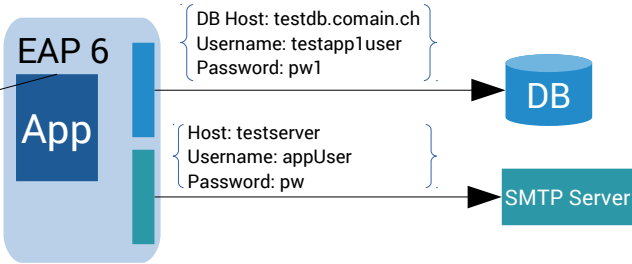 DB Host: testdb.comain.ch
Username: testapp1user
Password: pw1
EAP 6
App
DB
Host: testserver
Username: appUser
Password: pw
SMTP Server